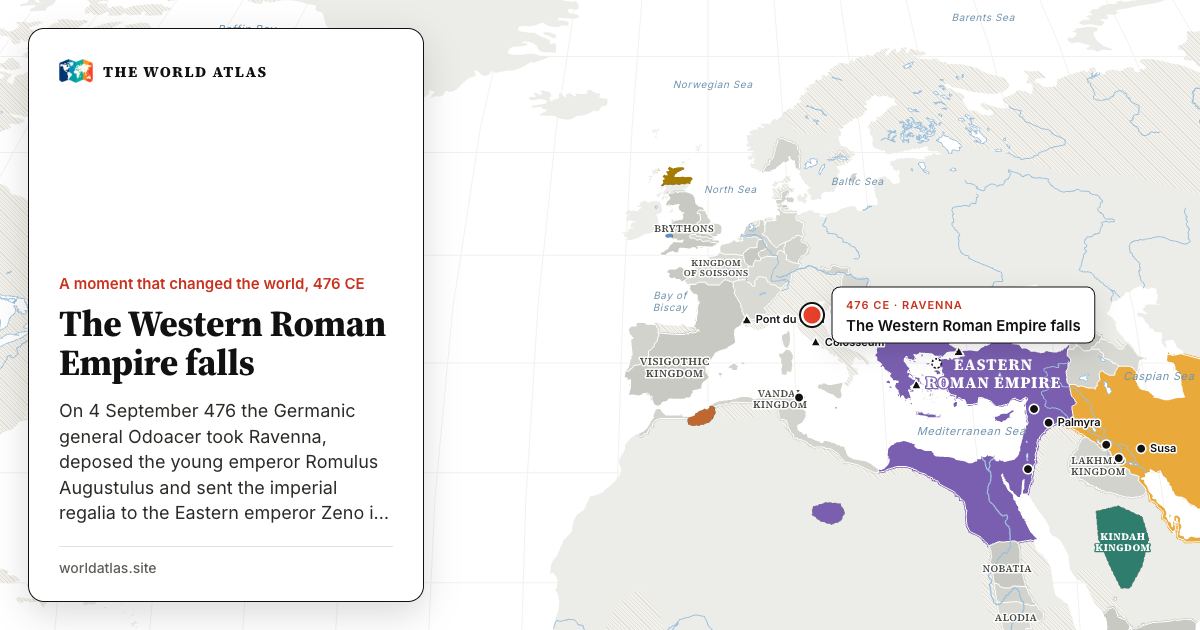 THE WORLD ATLAS
A moment that changed the world, 476 CE
The Western Roman
Empire falls
On 4 September 476 the Germanic
general Odoacer took Ravenna,
deposed the young emperor Romulus
Augustulus and sent the imperial
regalia to the Eastern emperor Zeno i...
worldatlas.site
Barents Sea
Norwegian Sea
North Sea
Baltic Sea
BRYTHONS
KINGDOM
OF SOISSONS
Bay of
Biscay
Pont du
476 CE · RAVENNA
The Western Roman Empire falls
Colosseum
VISIGOTHIC
KINGDOM
EASTERN
ROMAN EMPIRE
Caspian Sea
VANDAL
KINGDOM
Mediterranean Sea
Palmyra
Susa
LAKHMID
KINGDOM
KINDAH
KINGDOM
NOBATIA
ALODIA